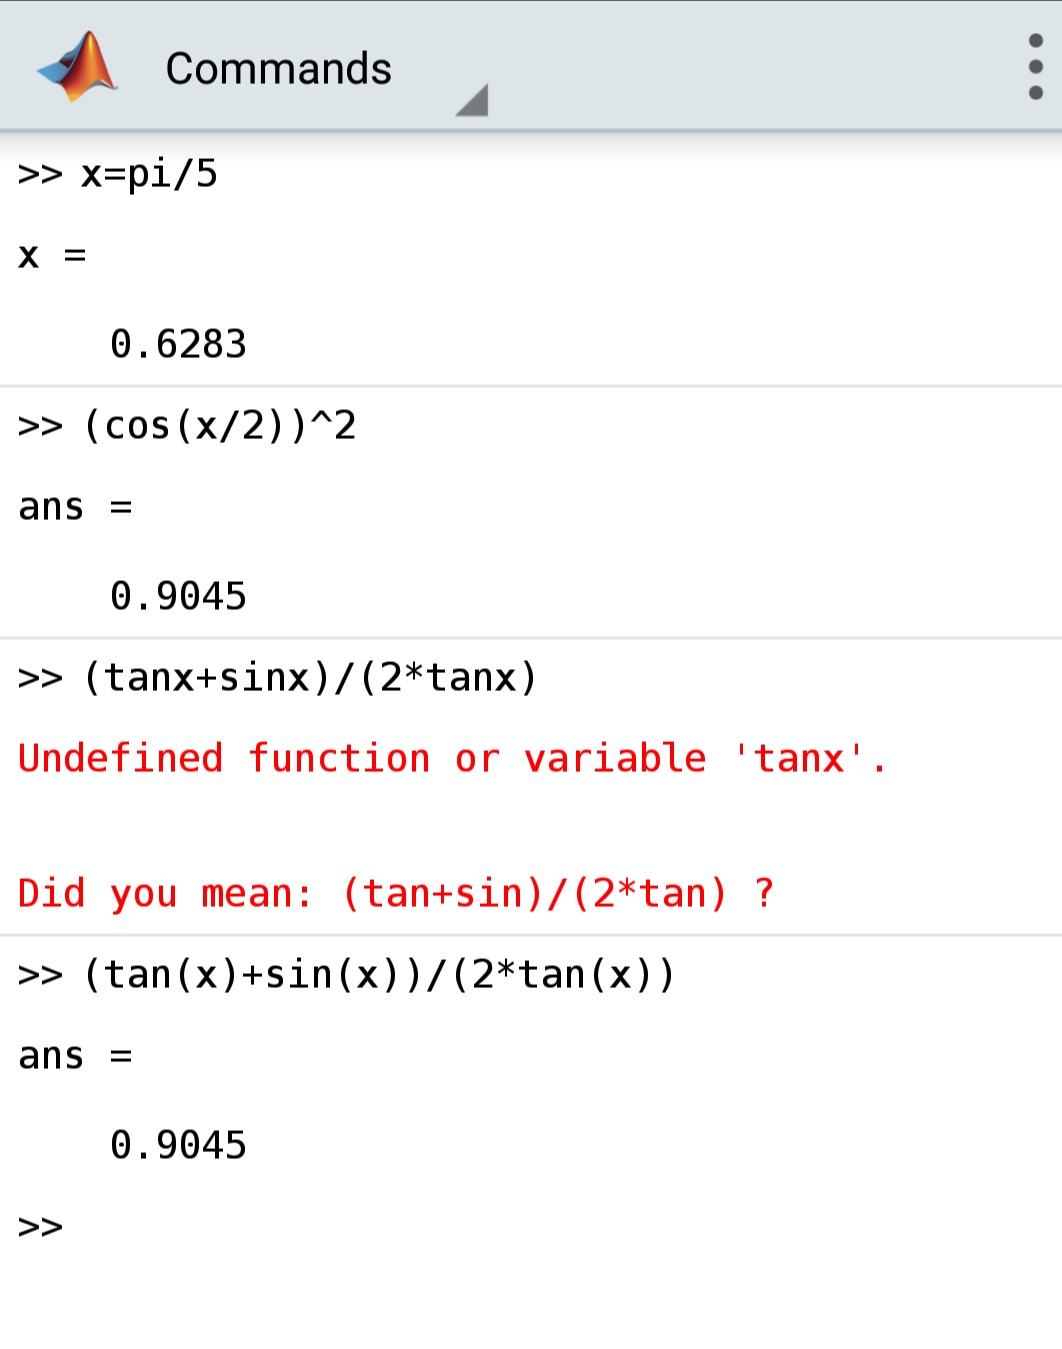 Commands
>> x=pi/5
x =
0.6283
>> (cos(x/2))^2
ans =
0.9045
>> (tanx+sinx)/(2*tanx)
Undefined function or variable 'tanx'.
Did you mean: (tan+sin)/(2*tan) ?
>> (tan(x)+sin(x))/(2*tan(x))
ans =
0.9045
>>